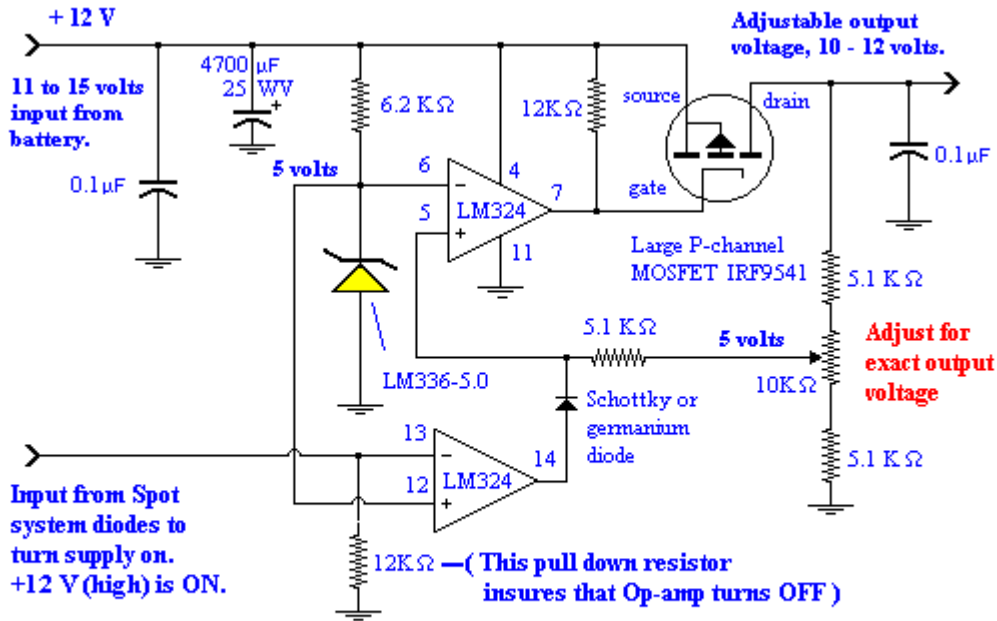 + 12 V
11 to 15 volts
input from
battery.
4700 µF
25 WV
+
0.1µF
6.2 KΩ
5 volts
6
5
−
+
LM324
4
11
7
12KΩ
source
drain
gate
Adjustable output
voltage, 10 - 12 volts.
0.1µF
Large P-channel
MOSFET IRF9541
5.1 KΩ
5.1 KΩ
5 volts
Adjust for
exact output
voltage
10KΩ
LM336-5.0
Schottky or
germanium
diode
5.1 KΩ
13
12
−
+
LM324
14
Input from Spot
system diodes to
turn supply on.
+12 V (high) is ON.
12KΩ —( This pull down resistor
insures that Op-amp turns OFF )